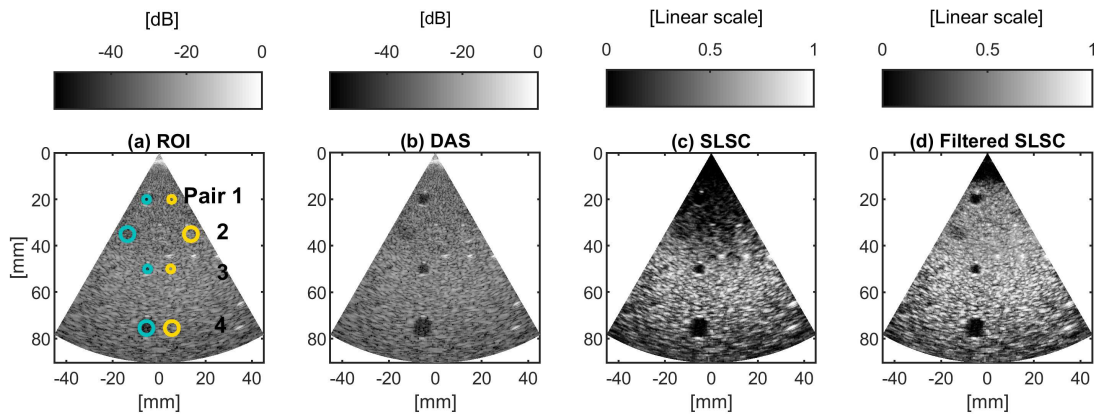 [dB] [dB] [Linear scale] [Linear scale]
-40 -20 0 -40 -20 0 0 0.5 1 0 0.5 1
(a) ROI (b) DAS (c) SLSC (d) Filtered SLSC
0 0 0 0
20 Pair 1 20 20 20
2
40 40 40 40
[mm]
3
60 60 60 60
4
80 80 80 80
-40 -20 0 20 40 -40 -20 0 20 40 -40 -20 0 20 40 -40 -20 0 20 40
[mm] [mm] [mm] [mm]